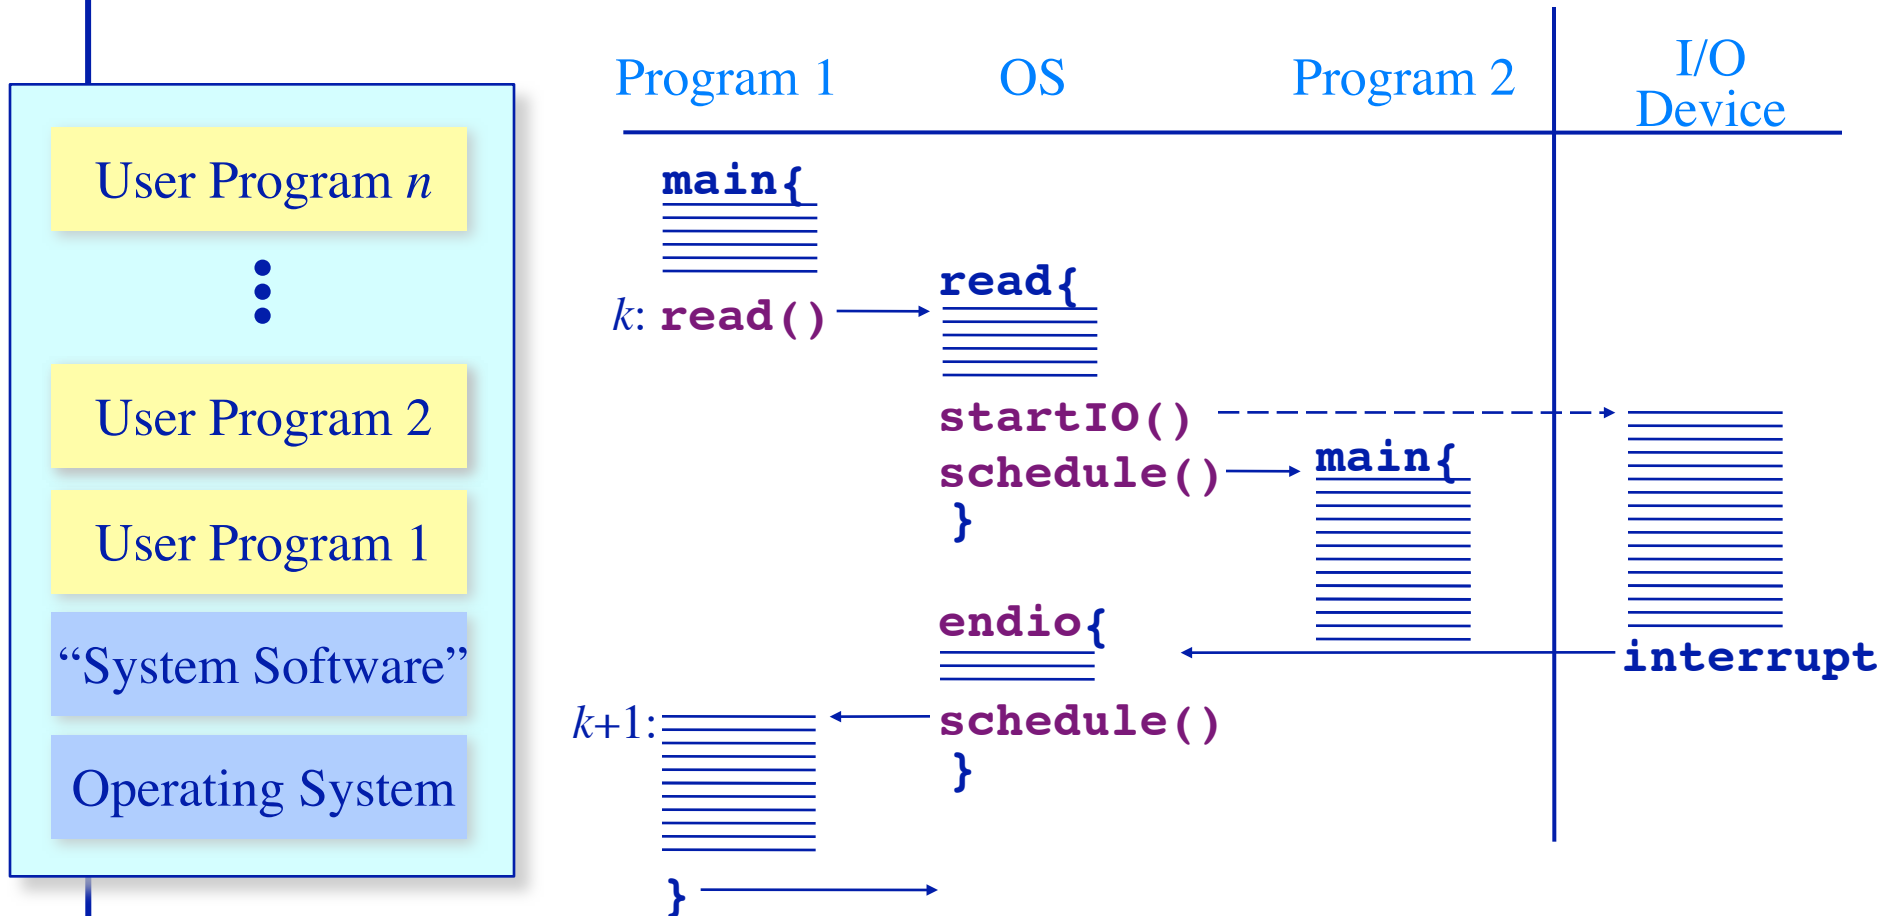 User Program n
User Program 2
User Program 1
“System Software”
Operating System
Program 1 OS Program 2 I/O Device
main{
read{
k: read()
startIO()
main{
schedule()
}
endio{
interrupt
k+1: schedule()
}
}